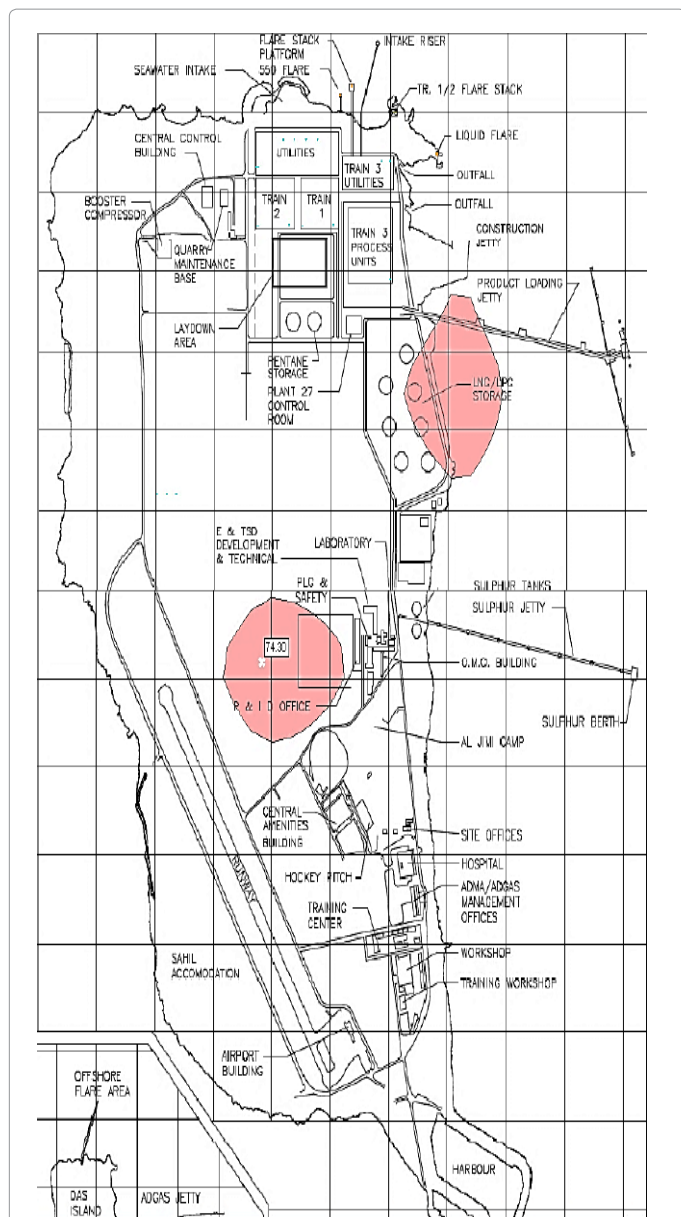 FLARE STACK
PLATFORM
550 FLARE
INTAKE RISER
SEAWATER INTAKE
TR. 1/2 FLARE STACK
LIQUID FLARE
CENTRAL CONTROL
BUILDING
UTILITIES
TRAIN 3
UTILITIES
OUTFALL
OUTFALL
BOOSTER
COMPRESSOR
TRAIN
2
TRAIN
1
TRAIN 3
PROCESS
UNITS
CONSTRUCTION
JETTY
QUARRY
MAINTENANCE
BASE
PRODUCT LOADING
JETTY
LAYDOWN
AREA
PENTANE
STORAGE
PLANT 27
CONTROL
ROOM
LNG/LPG
STORAGE
E & TSD
DEVELOPMENT
& TECHNICAL
LABORATORY
PLG &
SAFETY
SULPHUR TANKS
SULPHUR JETTY
74.30
O.M.C. BUILDING
P & I D OFFICE
SULPHUR BERTH
AL JIMI CAMP
CENTRAL
AMENITIES
BUILDING
SITE OFFICES
HOCKEY PITCH
HOSPITAL
RUNWAY
ADMA/ADGAS
MANAGEMENT
OFFICES
TRAINING
CENTER
SAHIL
ACCOMODATION
WORKSHOP
TRAINING WORKSHOP
AIRPORT
BUILDING
OFFSHORE
FLARE AREA
HARBOUR
DAS
ISLAND
ADGAS JETTY